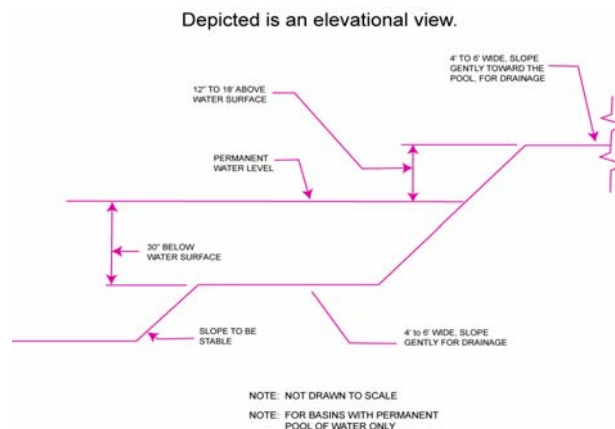 Depicted is an elevational view.
4' TO 6' WIDE, SLOPE
GENTLY TOWARD THE
POOL, FOR DRAINAGE
12" TO 18' ABOVE
WATER SURFACE
PERMANENT
WATER LEVEL
30" BELOW
WATER SURFACE
SLOPE TO BE
STABLE
4' to 6' WIDE, SLOPE
GENTLY FOR DRAINAGE
NOTE: NOT DRAWN TO SCALE
NOTE: FOR BASINS WITH PERMANENT
POOL OF WATER ONLY